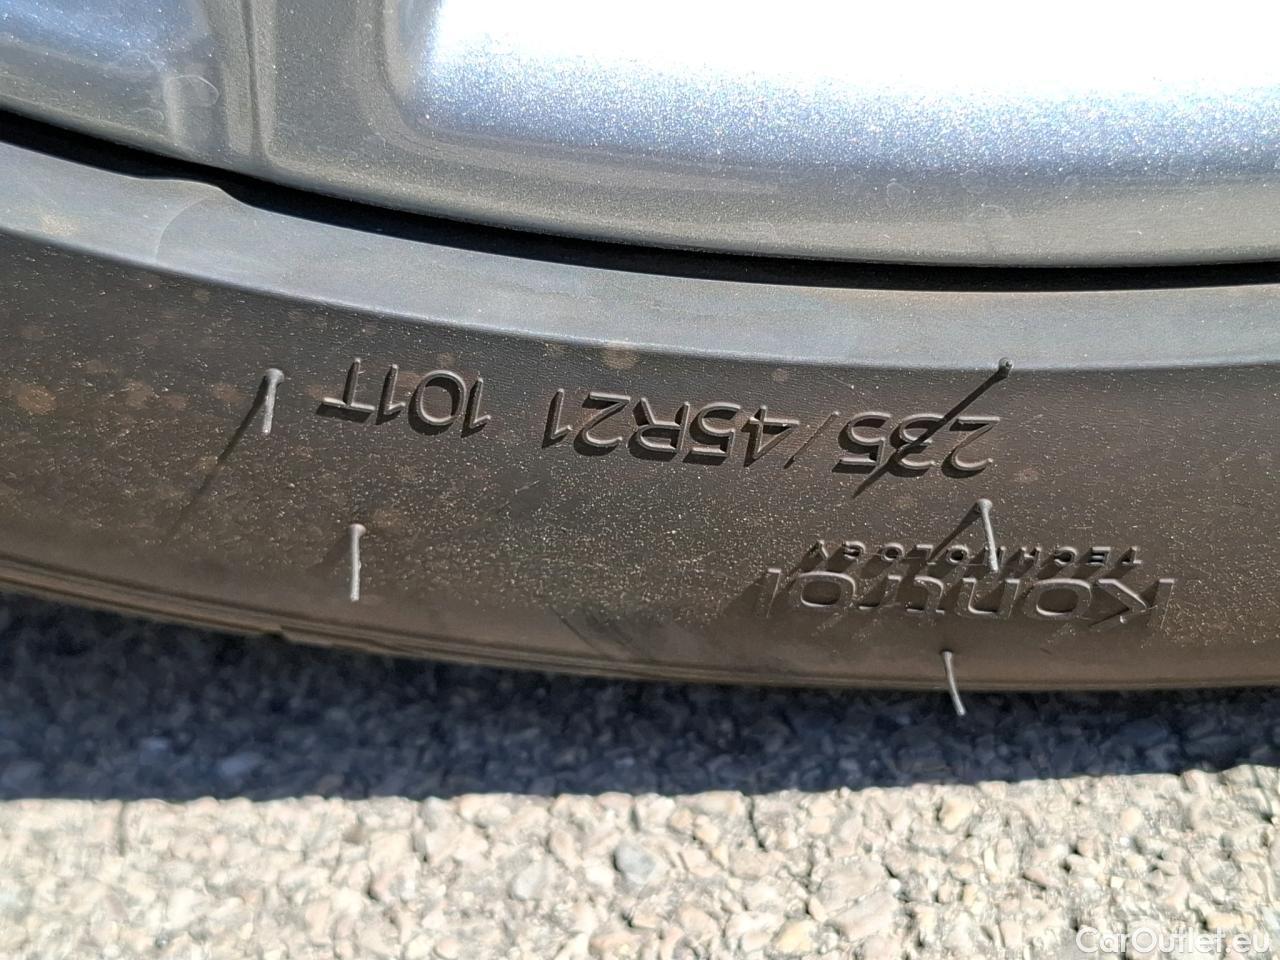 Kontrol
TECHNOLOGY
235/45R21 101T
CarOutlet.eu